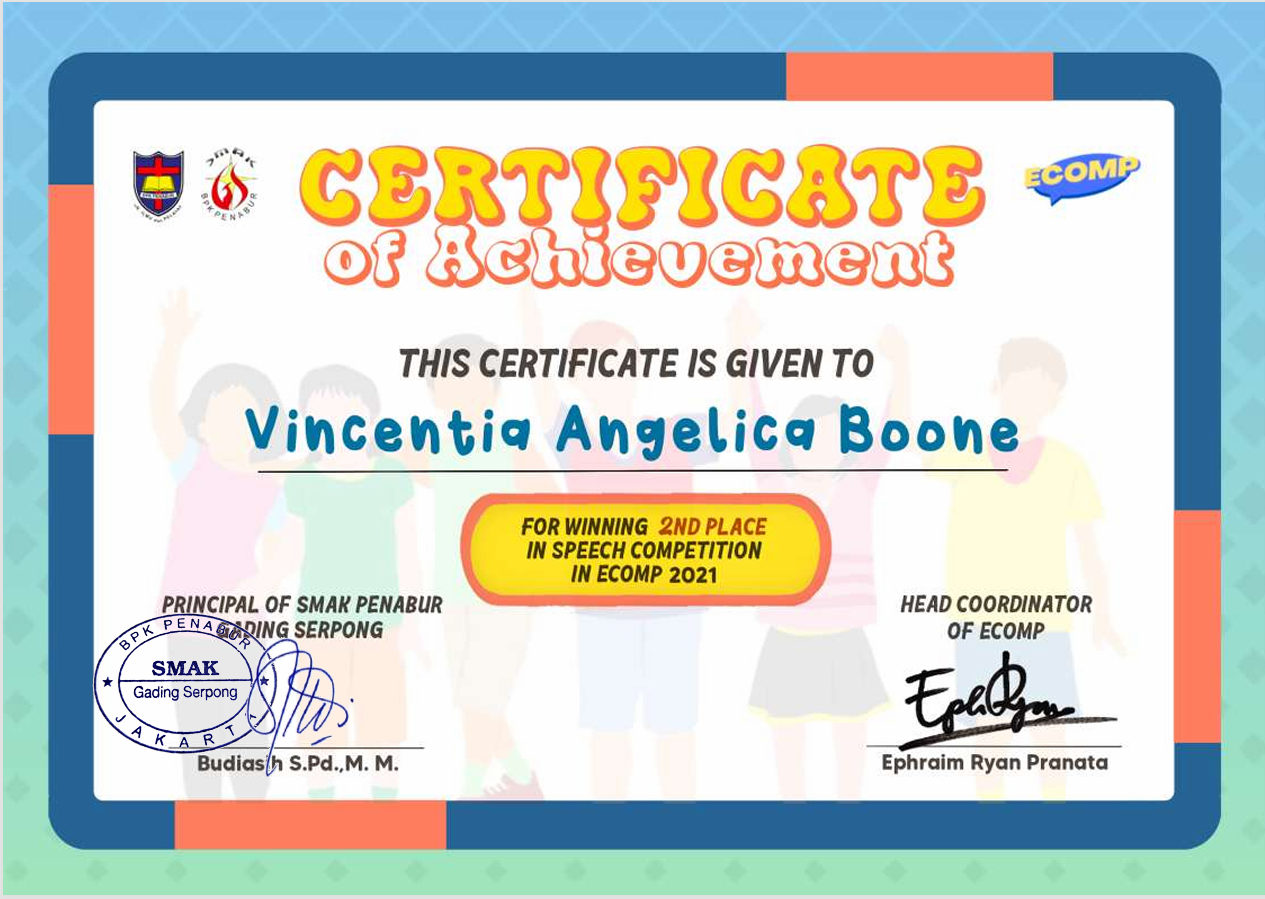 SMAK
BPK PENABUR
CERTIFICATE
of Achievement
ECOMP
THIS CERTIFICATE IS GIVEN TO
Vincentia Angelica Boone
FOR WINNING 2ND PLACE
IN SPEECH COMPETITION
IN ECOMP 2021
PRINCIPAL OF SMAK PENABUR
GADING SERPONG
BPK PENABUR
SMAK
Gading Serpong
JAKARTA
Budiasih S.Pd.,M. M.
HEAD COORDINATOR
OF ECOMP
Ephraim Ryan Pranata